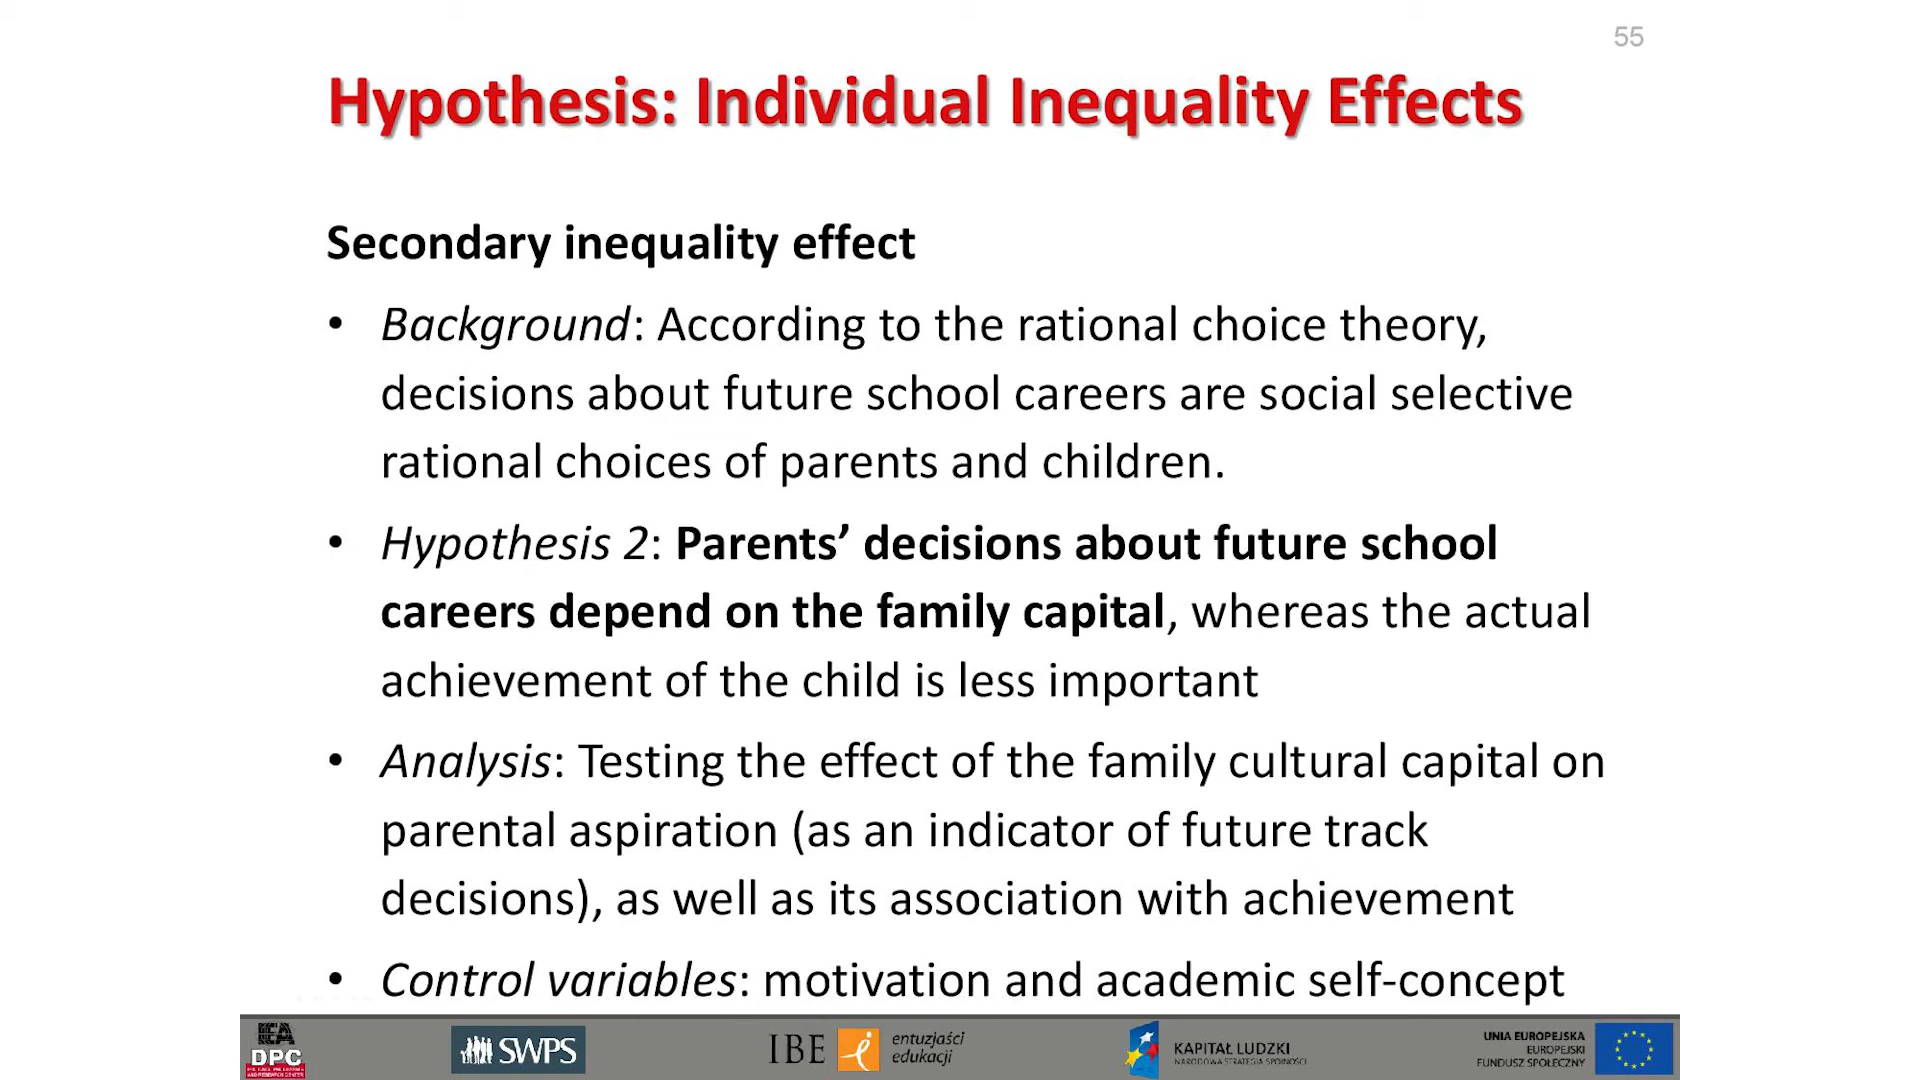 55
Hypothesis: Individual Inequality Effects
Secondary inequality effect
• Background: According to the rational choice theory,
decisions about future school careers are social selective
rational choices of parents and children.
• Hypothesis 2: Parents’ decisions about future school
careers depend on the family capital, whereas the actual
achievement of the child is less important
• Analysis: Testing the effect of the family cultural capital on
parental aspiration (as an indicator of future track
decisions), as well as its association with achievement
• Control variables: motivation and academic self-concept
IEA
DPC
SWPS
IBE entuzjaści
edukacji
KAPITAŁ LUDZKI
NARODOWA STRATEGIA SPÓJNOŚCI
UNIA EUROPEJSKA
EUROPEJSKI
FUNDUSZ SPOŁECZNY